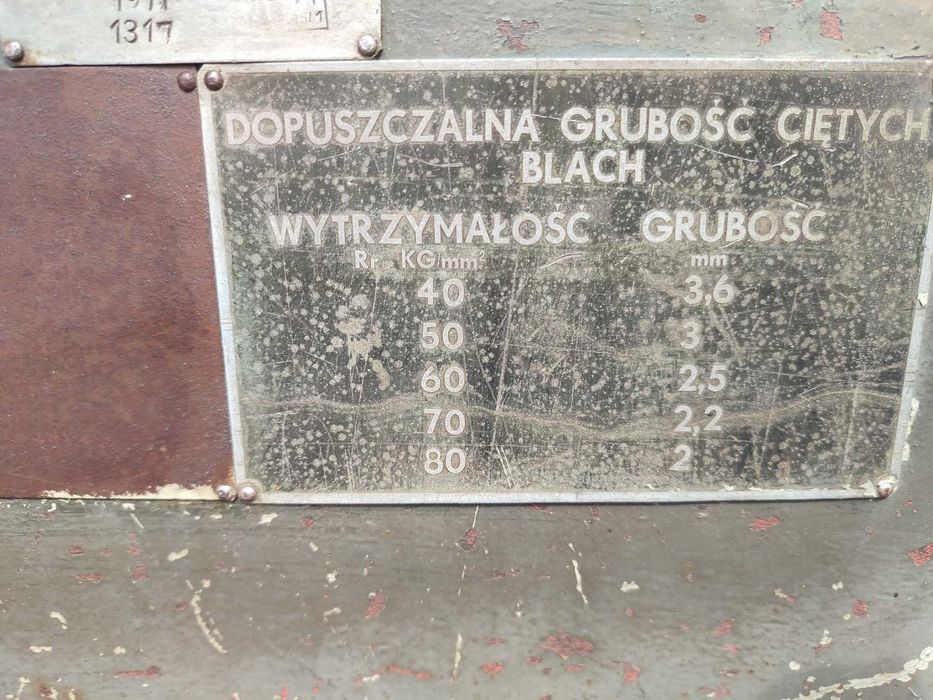 1317
DOPUSZCZALNA GRUBOŚĆ CIĘTYCH
BLACH
WYTRZYMAŁOŚĆ GRUBOŚĆ
Rr KG/mm² mm
40 3,6
50 3
60 2,5
70 2,2
80 2